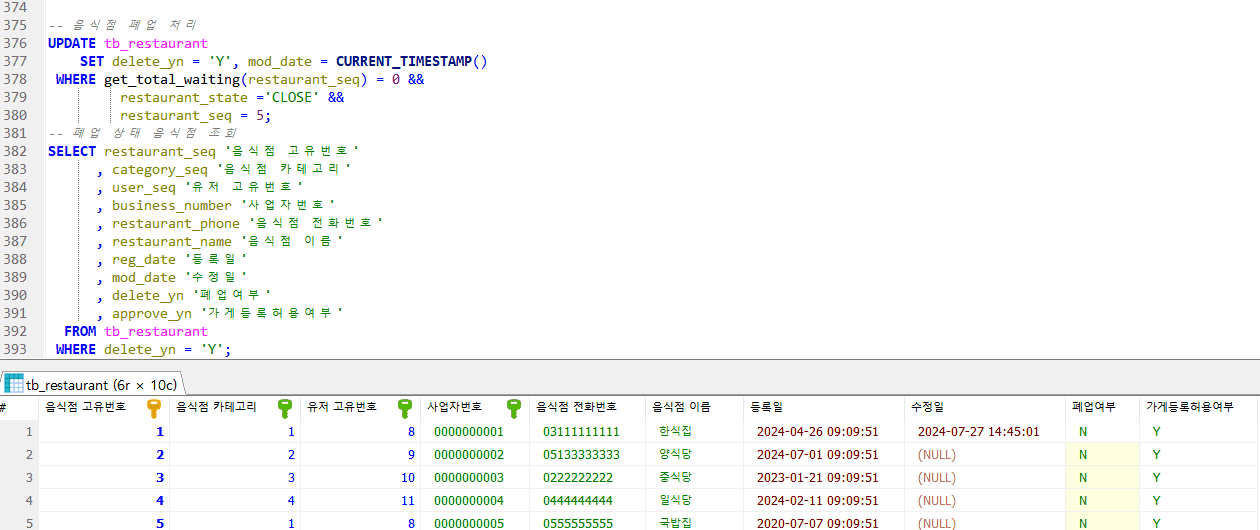 374
375 -- 음식점 폐업 처리
376 UPDATE tb_restaurant
377 SET delete_yn = 'Y', mod_date = CURRENT_TIMESTAMP()
378 WHERE get_total_waiting(restaurant_seq) = 0 &&
379 restaurant_state ='CLOSE' &&
380 restaurant_seq = 5;
381 -- 폐업 상태 음식점 조회
382 SELECT restaurant_seq '음식점 고유번호'
383 , category_seq '음식점 카테고리'
384 , user_seq '유저 고유번호'
385 , business_number '사업자번호'
386 , restaurant_phone '음식점 전화번호'
387 , restaurant_name '음식점 이름'
388 , reg_date '등록일'
389 , mod_date '수정일'
390 , delete_yn '폐업여부'
391 , approve_yn '가게등록허용여부'
392 FROM tb_restaurant
393 WHERE delete_yn = 'Y';
tb_restaurant (6r × 10c)
# 음식점 고유번호 음식점 카테고리 유저 고유번호 사업자번호 음식점 전화번호 음식점 이름 등록일 수정일 폐업여부 가게등록허용여부
1 1 1 8 0000000001 03111111111 한식집 2024-04-26 09:09:51 2024-07-27 14:45:01 N Y
2 2 2 9 0000000002 05133333333 양식당 2024-07-01 09:09:51 (NULL) N Y
3 3 3 10 0000000003 0222222222 중식당 2023-01-21 09:09:51 (NULL) N Y
4 4 4 11 0000000004 0444444444 일식당 2024-02-11 09:09:51 (NULL) N Y
5 5 1 8 0000000005 0555555555 국밥집 2020-07-07 09:09:51 (NULL) N Y